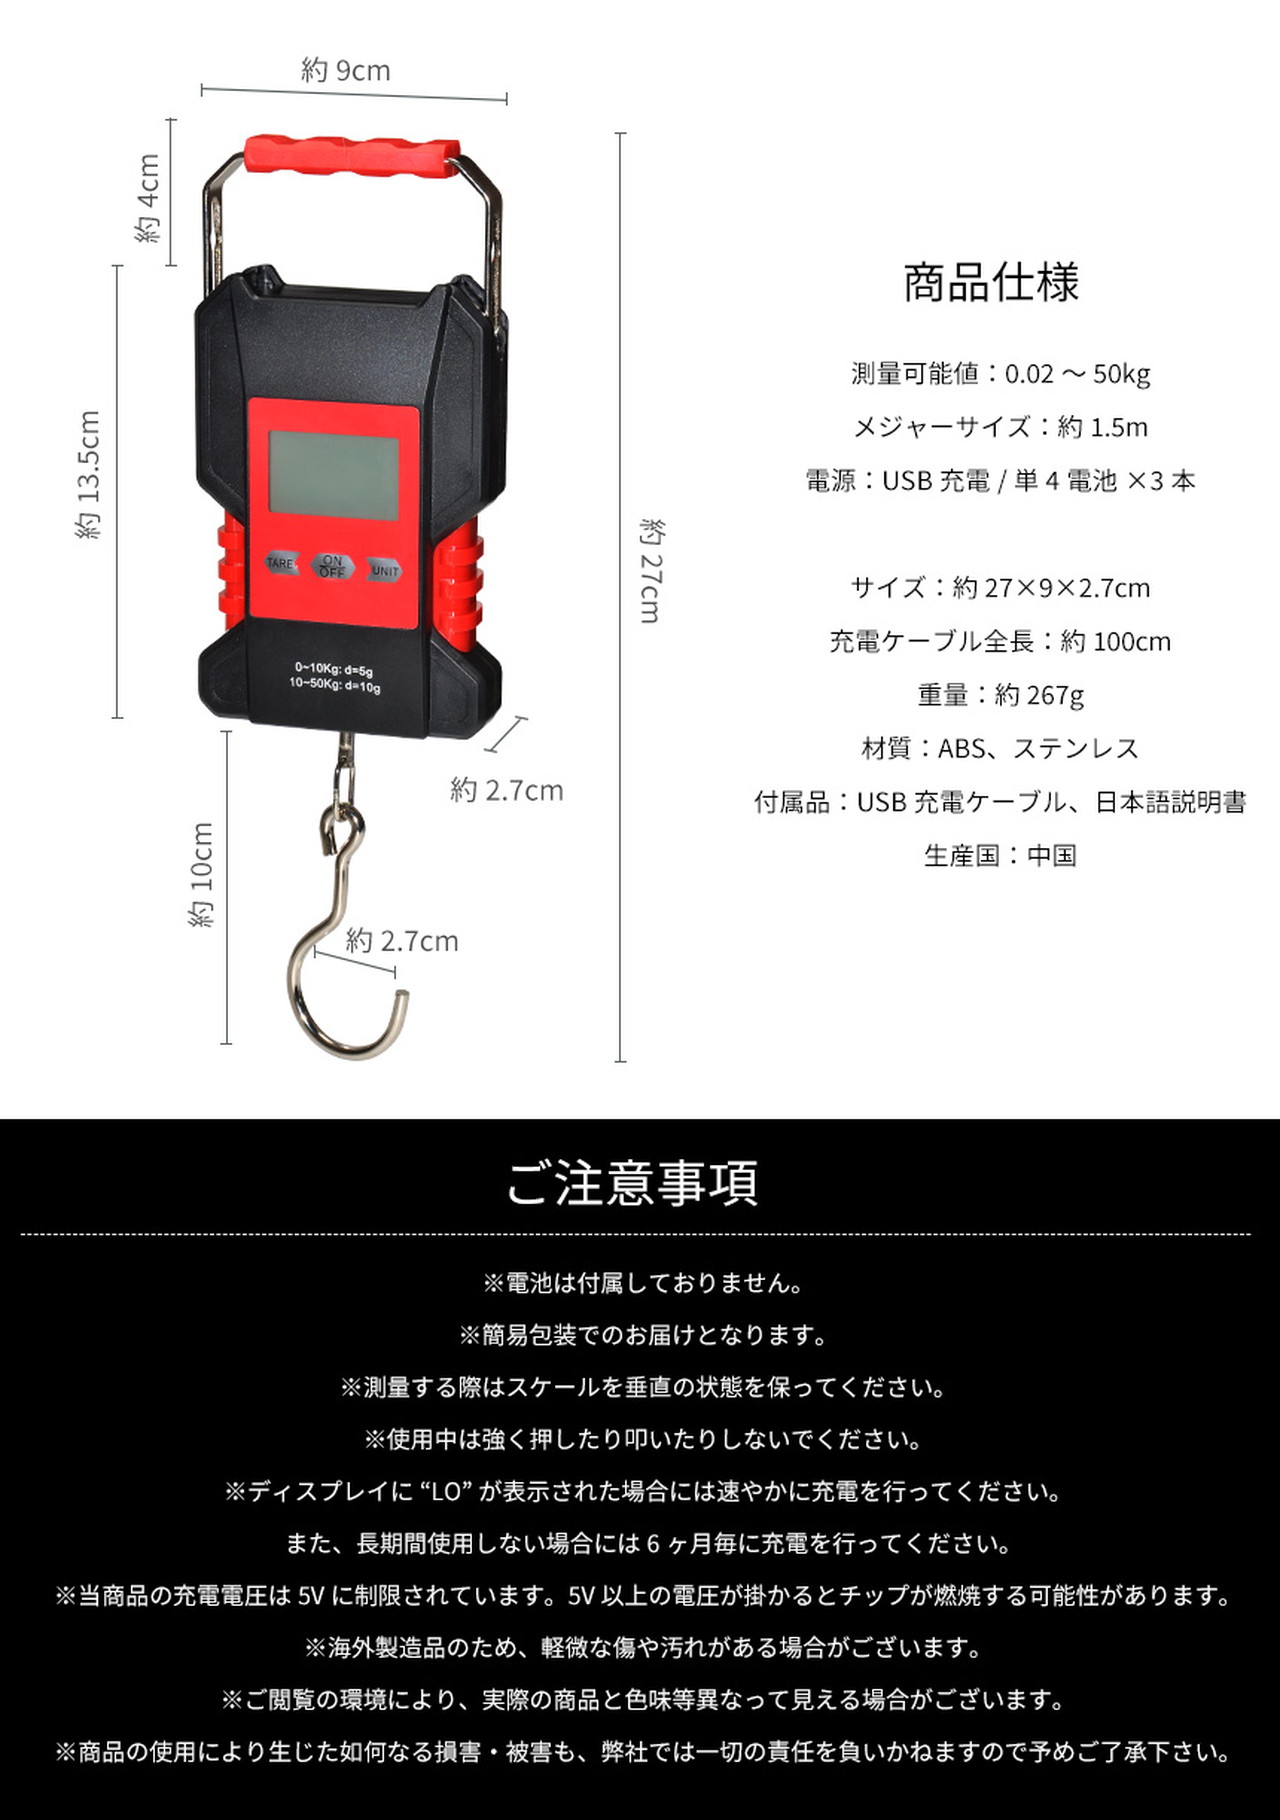 約 9cm
約 4cm
約 13.5cm
約 27cm
TARE
ON
OFF
UNIT
0~10Kg: d=5g
10~50Kg: d=10g
約 2.7cm
約 10cm
約 2.7cm
商品仕様
測量可能値：0.02 ～ 50kg
メジャーサイズ：約 1.5m
電源：USB 充電 / 単 4 電池 ×3 本
サイズ：約 27×9×2.7cm
充電ケーブル全長：約 100cm
重量：約 267g
材質：ABS、ステンレス
付属品：USB 充電ケーブル、日本語説明書
生産国：中国
ご注意事項
※電池は付属しておりません。
※簡易包装でのお届けとなります。
※測量する際はスケールを垂直の状態を保ってください。
※使用中は強く押したり叩いたりしないでください。
※ディスプレイに “LO” が表示された場合には速やかに充電を行ってください。
また、長期間使用しない場合には 6 ヶ月毎に充電を行ってください。
※当商品の充電電圧は 5V に制限されています。5V 以上の電圧が掛かるとチップが燃焼する可能性があります。
※海外製造品のため、軽微な傷や汚れがある場合がございます。
※ご閲覧の環境により、実際の商品と色味等異なって見える場合がございます。
※商品の使用により生じた如何なる損害・被害も、弊社では一切の責任を負いかねますので予めご了承下さい。